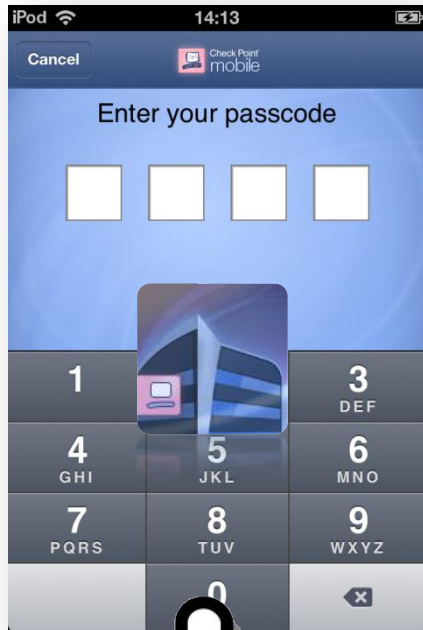 iPod 14:13
Cancel
Check Point
mobile
Enter your passcode
1
3
DEF
4
GHI
5
JKL
6
MNO
7
PQRS
8
TUV
9
WXYZ
0